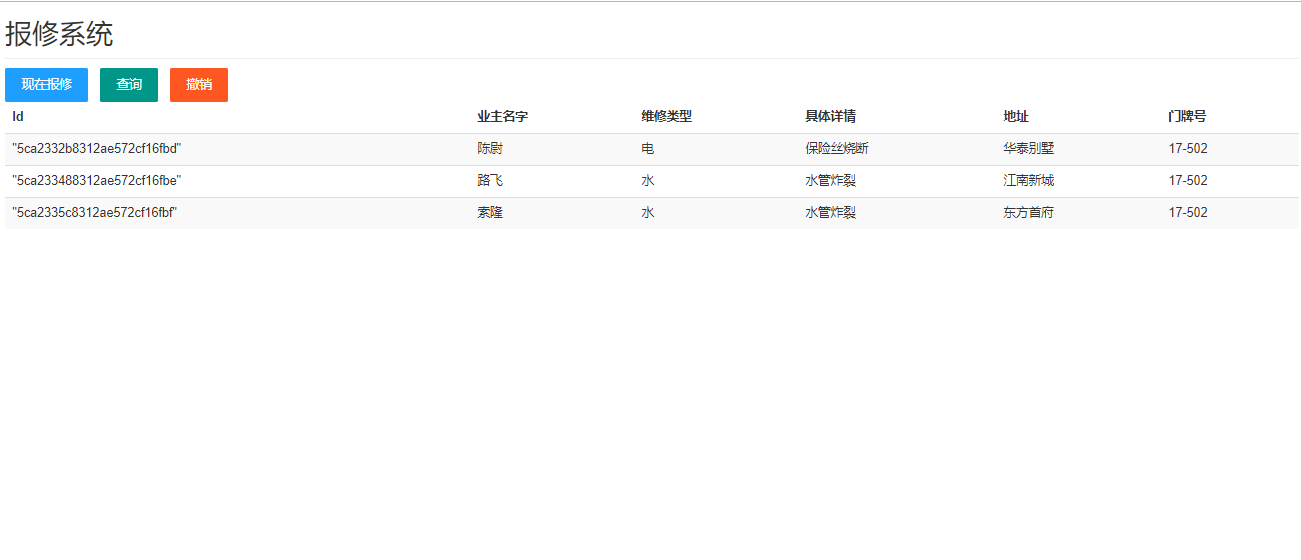 报修系统
现在报修 查询 撤销
Id 业主名字 维修类型 具体详情 地址 门牌号
"5ca2332b8312ae572cf16fbd" 陈尉 电 保险丝烧断 华泰别墅 17-502
"5ca233488312ae572cf16fbe" 路飞 水 水管炸裂 江南新城 17-502
"5ca2335c8312ae572cf16fbf" 索隆 水 水管炸裂 东方首府 17-502